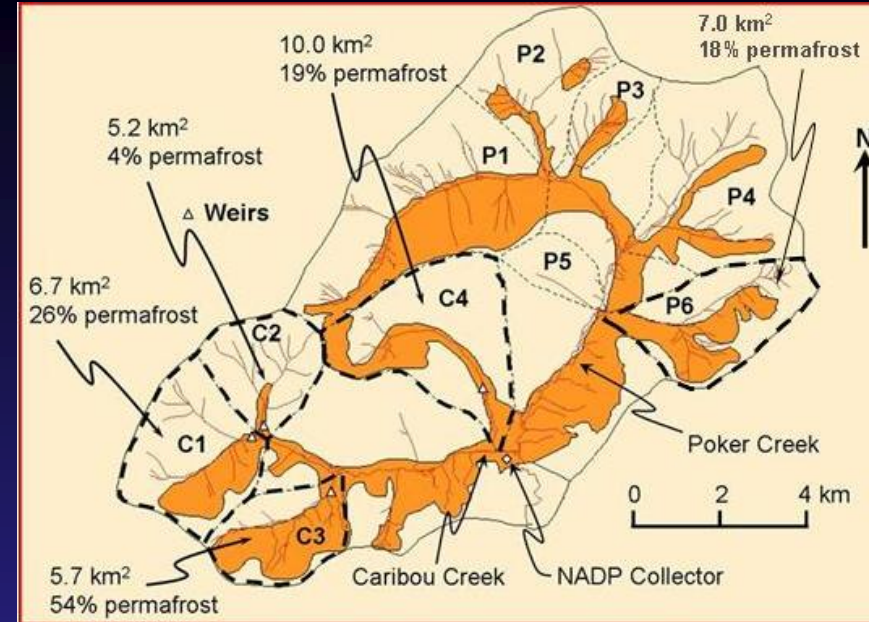 7.0 km²
18% permafrost
10.0 km²
19% permafrost
P2
P3
5.2 km²
4% permafrost
N
P1
P4
Weirs
P5
6.7 km²
26% permafrost
C4
P6
C2
C1
Poker Creek
0 2 4 km
C3
5.7 km²
54% permafrost
Caribou Creek
NADP Collector